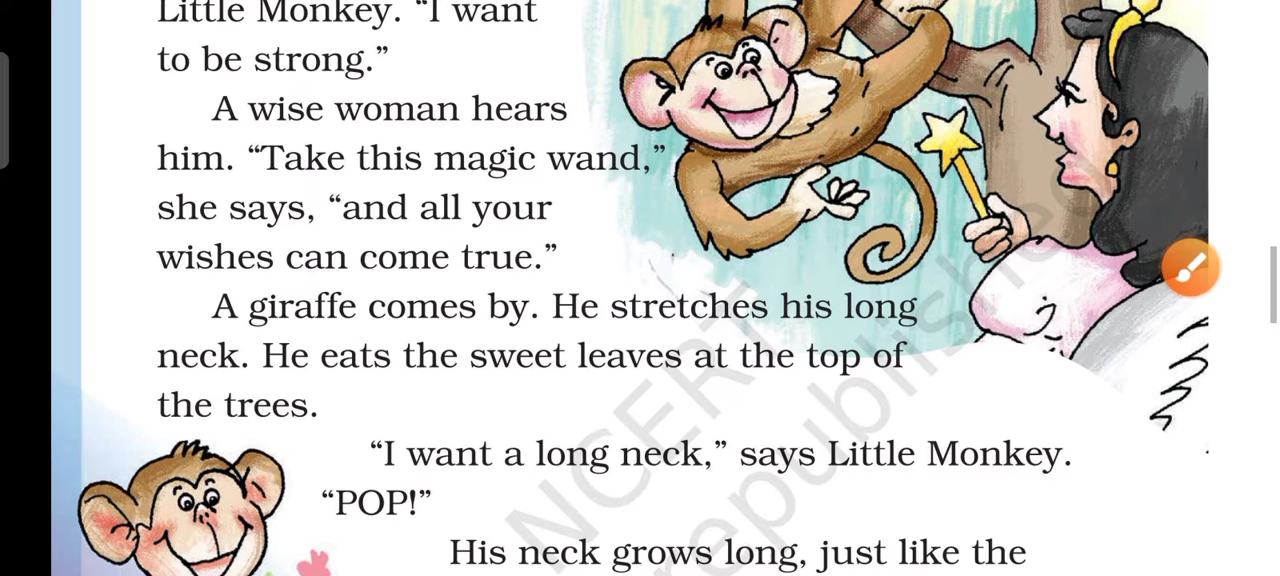 Little Monkey. “I want
to be strong.”
A wise woman hears
him. “Take this magic wand,”
she says, “and all your
wishes can come true.”
A giraffe comes by. He stretches his long
neck. He eats the sweet leaves at the top of
the trees.
“I want a long neck,” says Little Monkey.
“POP!”
His neck grows long, just like the
NCERT
republished